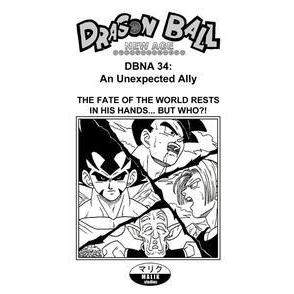 DRAGON BALL
NEW AGE
DBNA 34:
An Unexpected Ally
THE FATE OF THE WORLD RESTS
IN HIS HANDS... BUT WHO?!
マリク
MALIK
studios